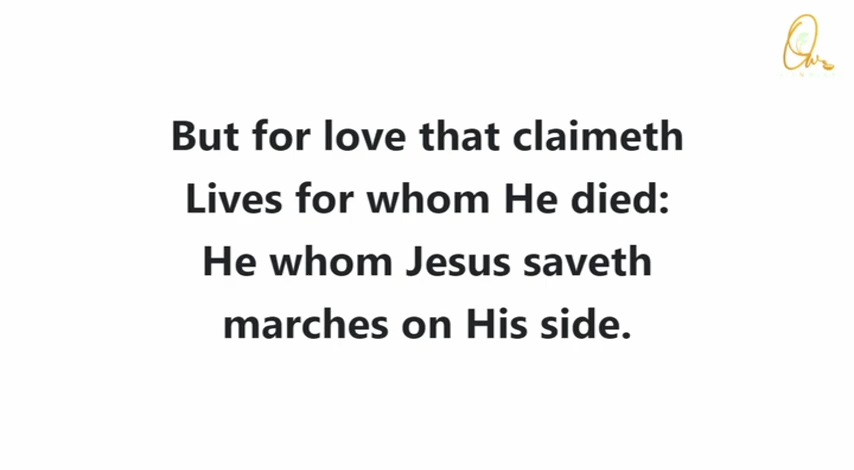 But for love that claimeth
Lives for whom He died:
He whom Jesus saveth
marches on His side.